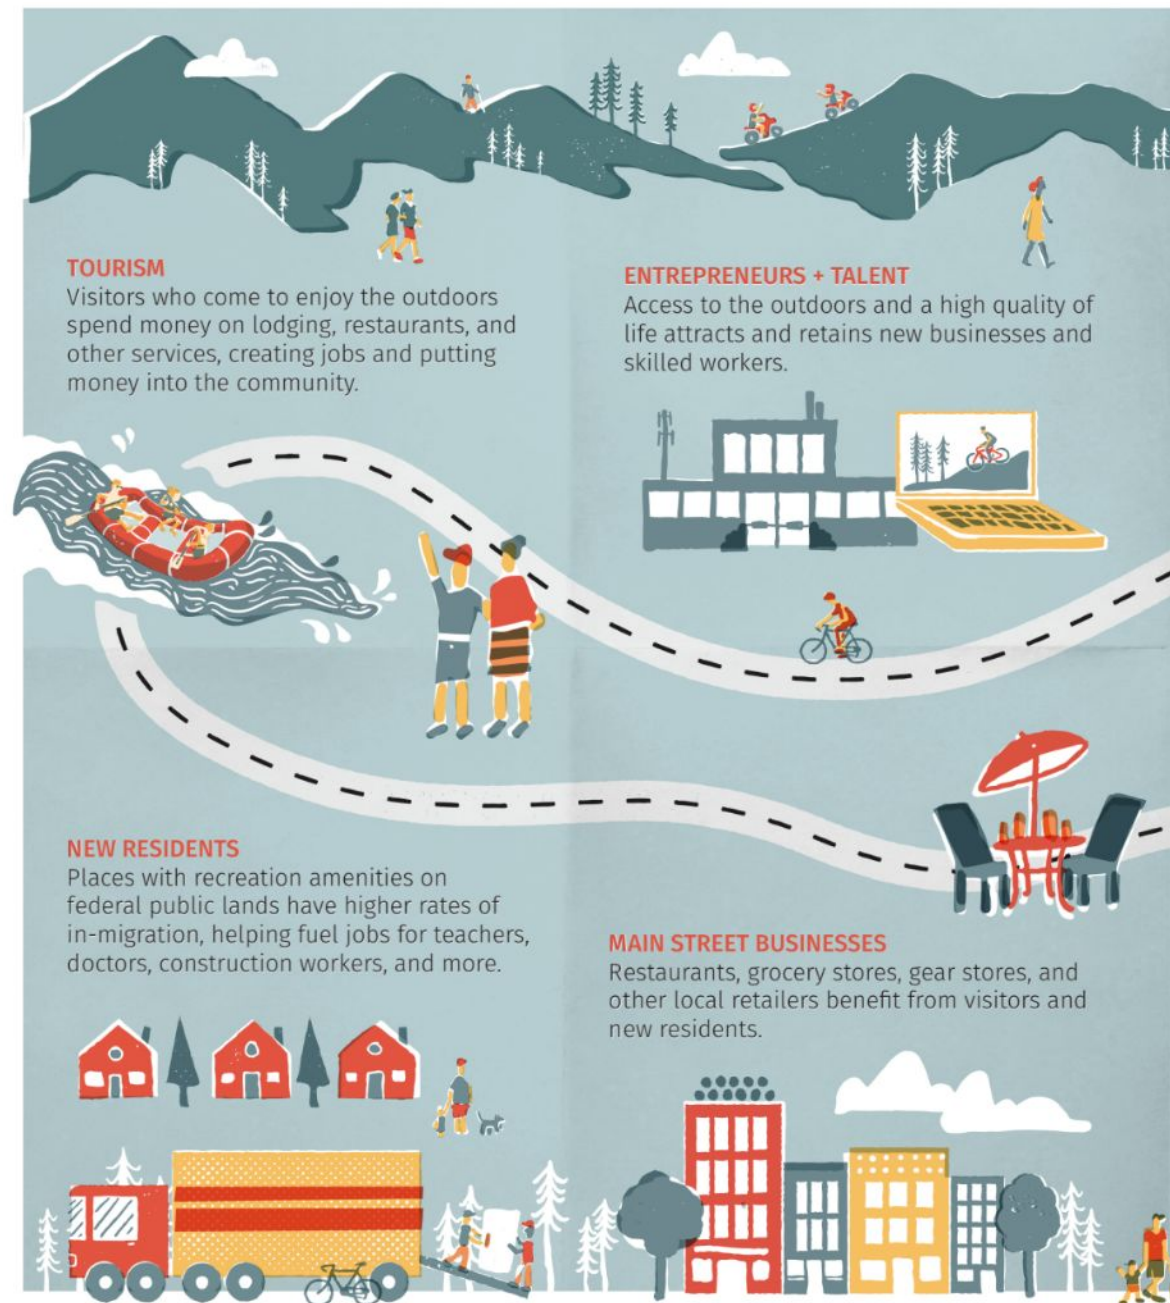 TOURISM
Visitors who come to enjoy the outdoors
spend money on lodging, restaurants, and
other services, creating jobs and putting
money into the community.
ENTREPRENEURS + TALENT
Access to the outdoors and a high quality of
life attracts and retains new businesses and
skilled workers.
NEW RESIDENTS
Places with recreation amenities on
federal public lands have higher rates of
in-migration, helping fuel jobs for teachers,
doctors, construction workers, and more.
MAIN STREET BUSINESSES
Restaurants, grocery stores, gear stores, and
other local retailers benefit from visitors and
new residents.